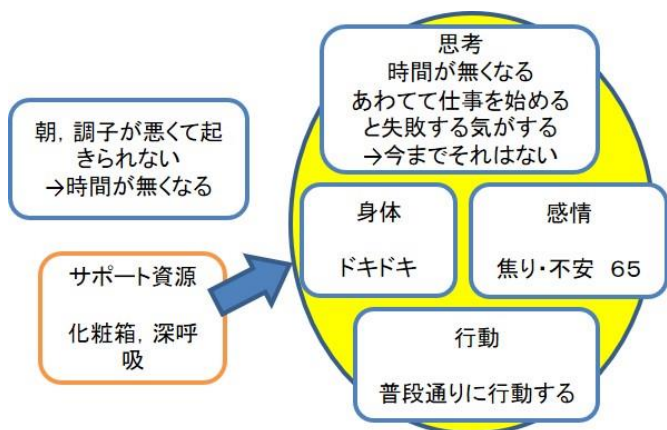 朝，調子が悪くて起
きられない
→時間が無くなる
サポート資源
化粧箱，深呼
吸
思考
時間が無くなる
あわてて仕事を始める
と失敗する気がする
→今までそれはない
身体
ドキドキ
感情
焦り・不安　65
行動
普段通りに行動する